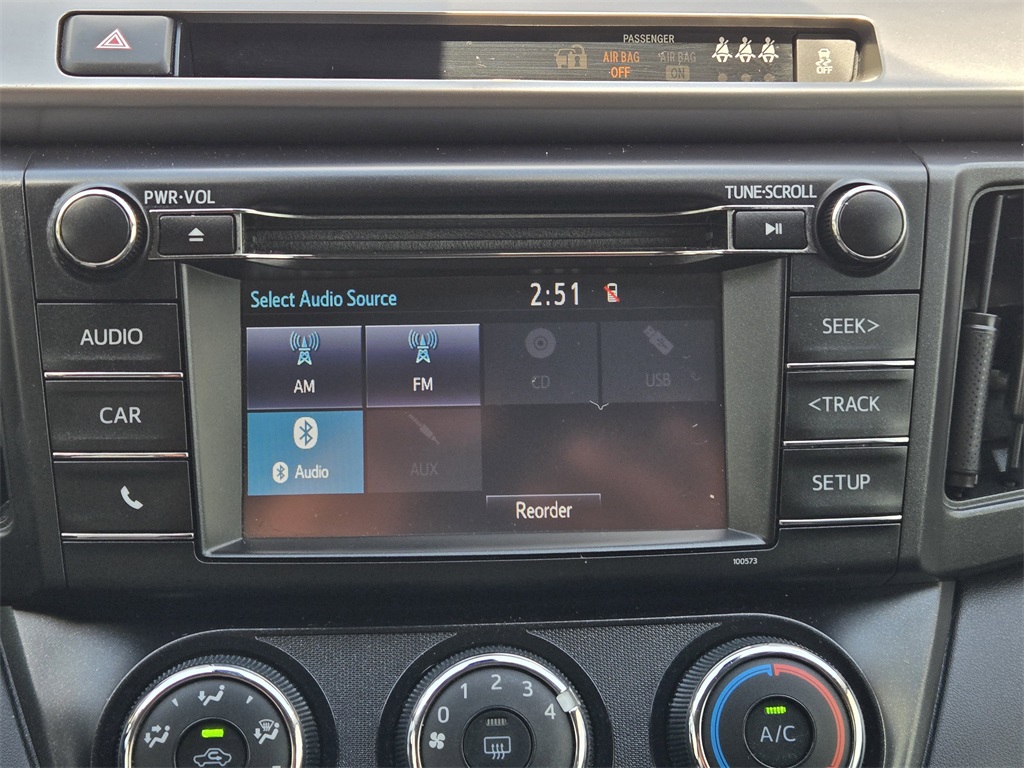 PASSENGER
AIR BAG OFF
AIR BAG ON
OFF
PWR·VOL
TUNE·SCROLL
Select Audio Source
2:51
AUDIO
CAR
SEEK>
<TRACK
SETUP
AM
FM
CD
USB
Audio
AUX
Reorder
100573
0 1 2 3 4
A/C